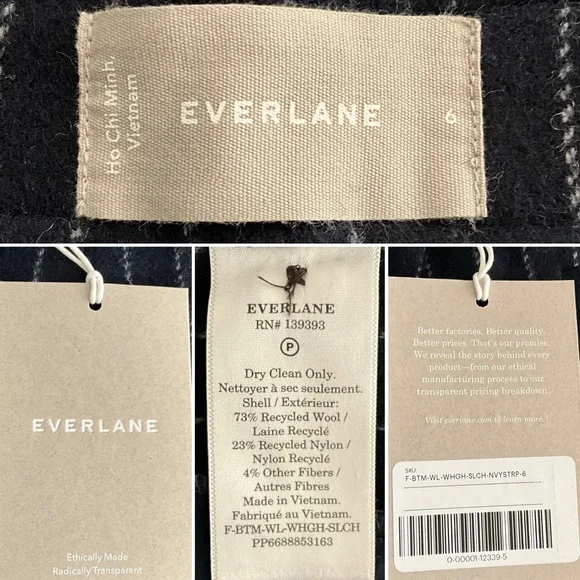 Ho Chi Minh,
Vietnam
EVERLANE
6
EVERLANE
Ethically Made
Radically Transparent
EVERLANE
RN# 139393
P
Dry Clean Only.
Nettoyer à sec seulement.
Shell / Extérieur:
73% Recycled Wool /
Laine Recyclé
23% Recycled Nylon /
Nylon Recyclé
4% Other Fibers /
Autres Fibres
Made in Vietnam.
Fabriqué au Vietnam.
F-BTM-WL-WHGH-SLCH
PP6688853163
Better factories. Better quality.
Better prices. That's our promise.
We reveal the story behind every
product—from our ethical
manufacturing process to our
transparent pricing breakdown.
Visit everlane.com to learn more.
SKU
F-BTM-WL-WHGH-SLCH-NVYSTRP-6
0-00001-12339-5